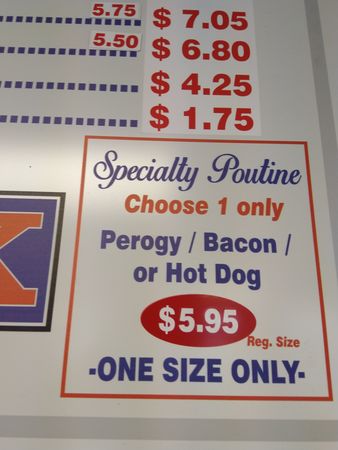 5.75 $ 7.05
5.50 $ 6.80
$ 4.25
$ 1.75
Specialty Poutine
Choose 1 only
Perogy / Bacon /
or Hot Dog
$5.95
Reg. Size
-ONE SIZE ONLY-
X